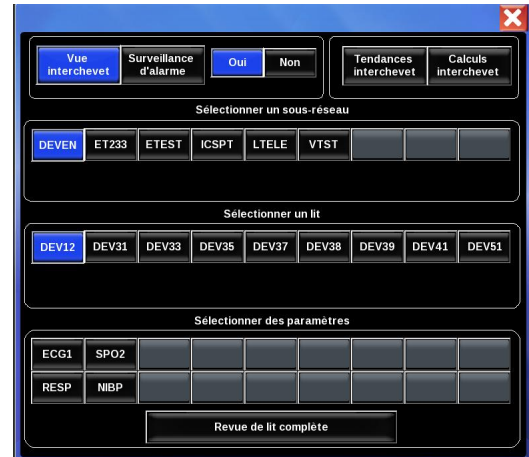 Vue interchevet
Surveillance d'alarme
Oui
Non
Tendances interchevet
Calculs interchevet
Sélectionner un sous-réseau
DEVEN ET233 ETEST ICSPT LTELE VTST
Sélectionner un lit
DEV12 DEV31 DEV33 DEV35 DEV37 DEV38 DEV39 DEV41 DEV51
Sélectionner des paramètres
ECG1 SPO2
RESP NIBP
Revue de lit complète